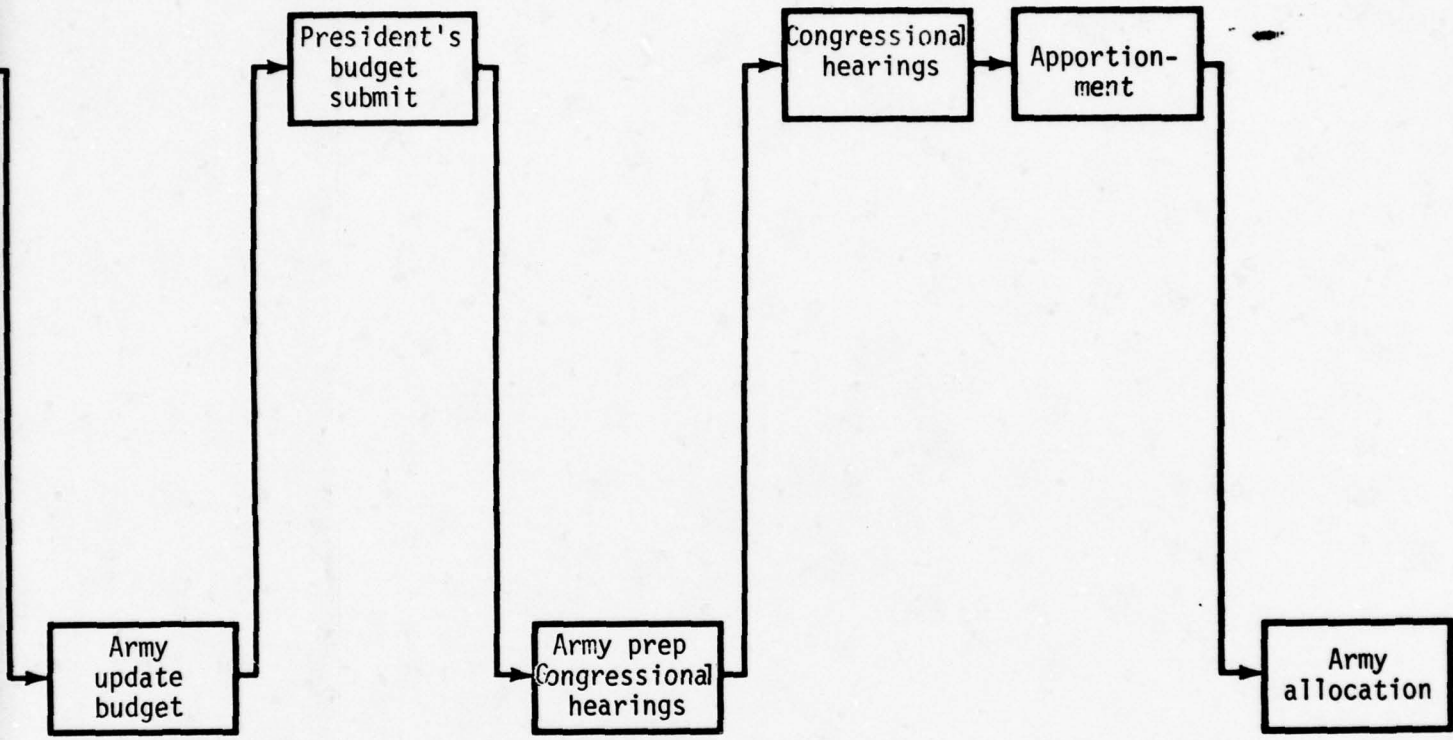 President's
budget
submit
Congressional
hearings
Apportion-
ment
Army
update
budget
Army prep
Congressional
hearings
Army
allocation